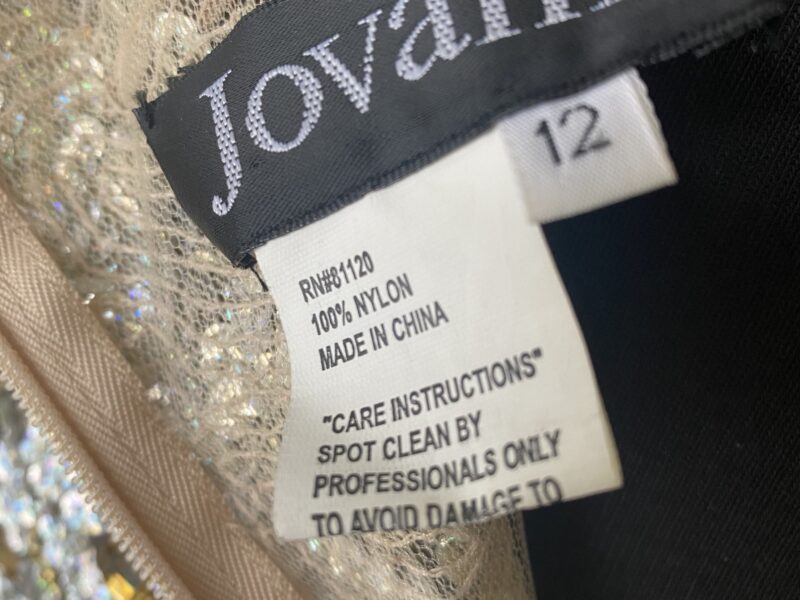 Jovani
12
RN#81120
100% NYLON
MADE IN CHINA
"CARE INSTRUCTIONS"
SPOT CLEAN BY
PROFESSIONALS ONLY
TO AVOID DAMAGE TO